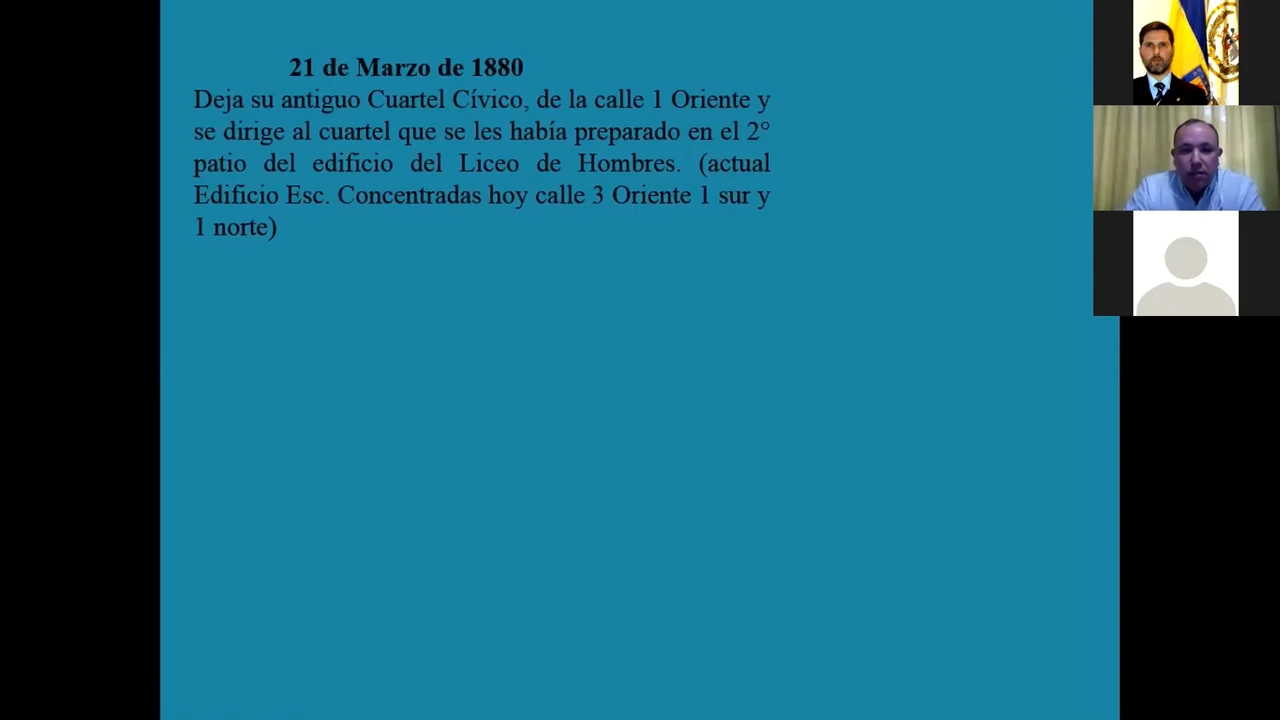 21 de Marzo de 1880
Deja su antiguo Cuartel Cívico, de la calle 1 Oriente y
se dirige al cuartel que se les había preparado en el 2°
patio del edificio del Liceo de Hombres. (actual
Edificio Esc. Concentradas hoy calle 3 Oriente 1 sur y
1 norte)